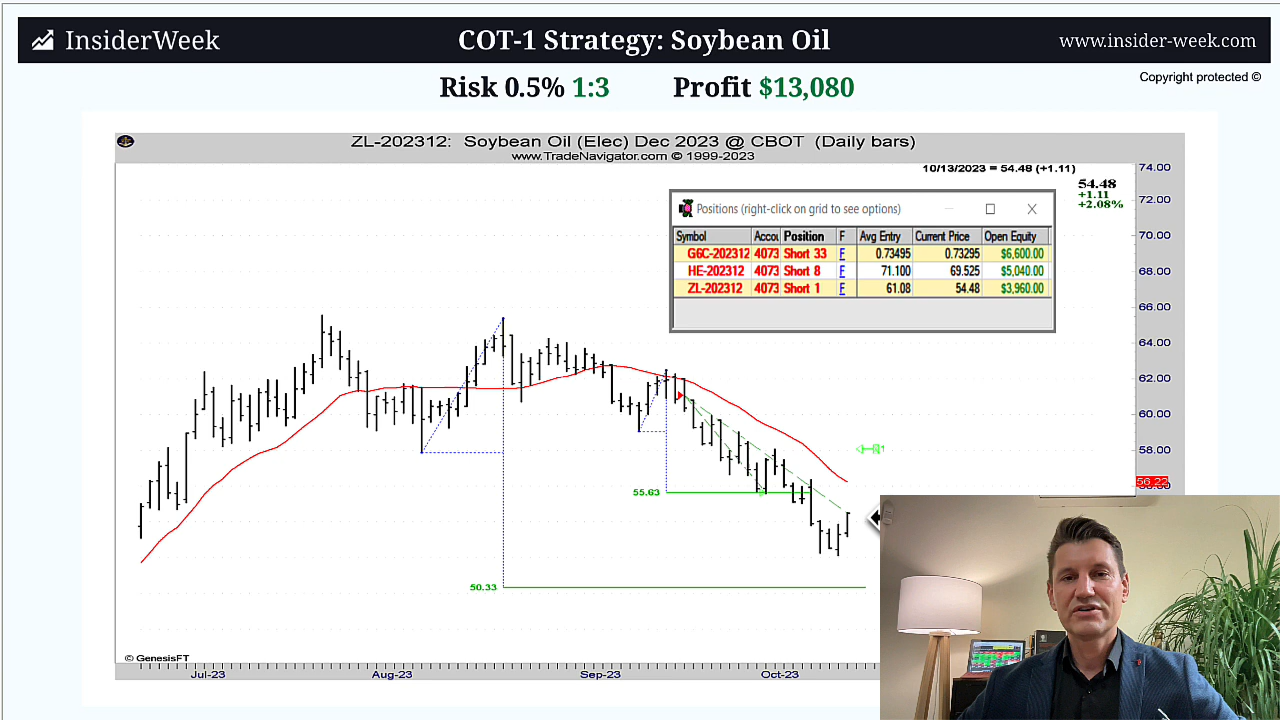 InsiderWeek
COT-1 Strategy: Soybean Oil
www.insider-week.com
Risk 0.5% 1:3
Profit $13,080
Copyright protected ©
ZL-202312: Soybean Oil (Elec) Dec 2023 @ CBOT (Daily bars)
www.TradeNavigator.com © 1999-2023
10/13/2023 = 54.48 (+1.11)
54.48
+1.11
+2.08%
Positions (right-click on grid to see options)
Symbol Accou Position F Avg Entry Current Price Open Equity
G6C-202312 4073 Short 33 F 0.73495 0.73295 $6,600.00
HE-202312 4073 Short 8 F 71.100 69.525 $5,040.00
ZL-202312 4073 Short 1 F 61.08 54.48 $3,960.00
74.00
72.00
70.00
68.00
66.00
64.00
62.00
60.00
58.00
56.22
55.63
50.33
© GenesisFT
Jul-23 Aug-23 Sep-23 Oct-23